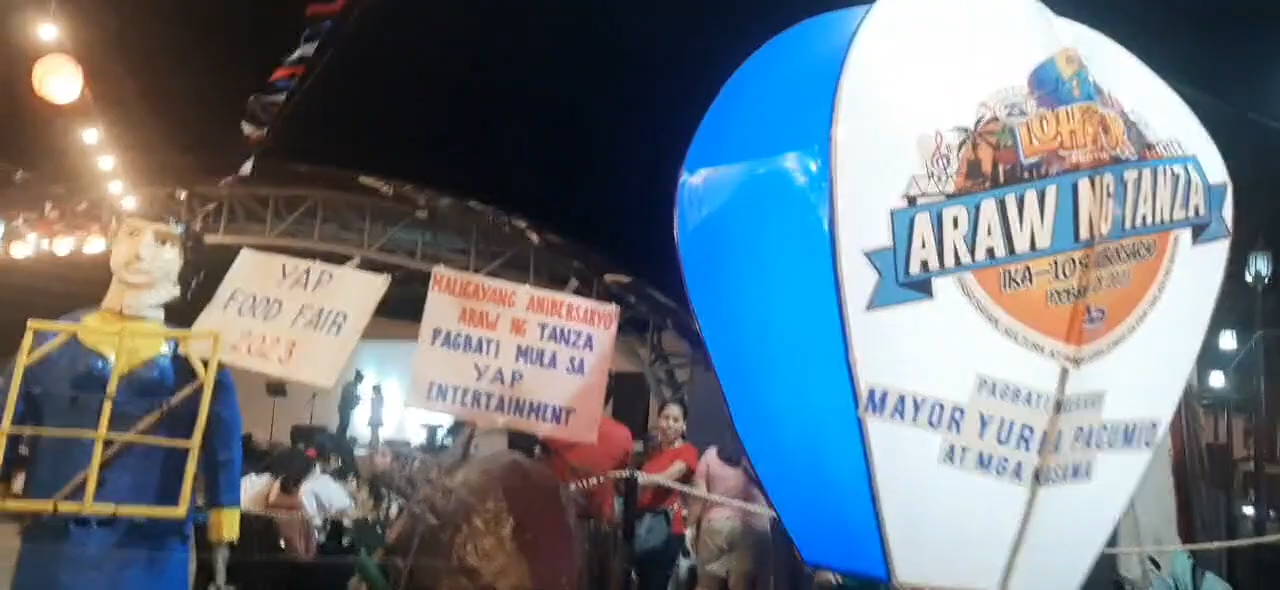 YAP
FOOD FAIR
2023
MALIGAYANG ANIBERSARYO
ARAW NG TANZA
PAGBATI MULA SA
YAP
ENTERTAINMENT
ARAW NG TANZA
PAGBATI
MAYOR YURI PACUMIO
AT MGA KASAMA